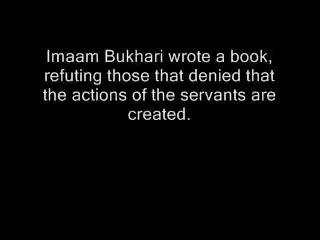 Imaam Bukhari wrote a book,
refuting those that denied that
the actions of the servants are
created.